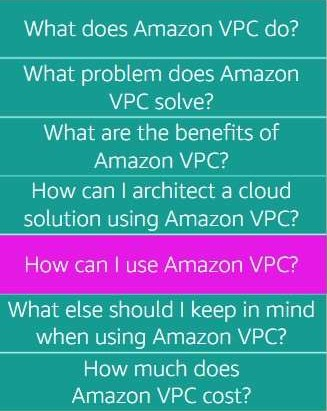 What does Amazon VPC do?
What problem does Amazon
VPC solve?
What are the benefits of
Amazon VPC?
How can I architect a cloud
solution using Amazon VPC?
How can I use Amazon VPC?
What else should I keep in mind
when using Amazon VPC?
How much does
Amazon VPC cost?